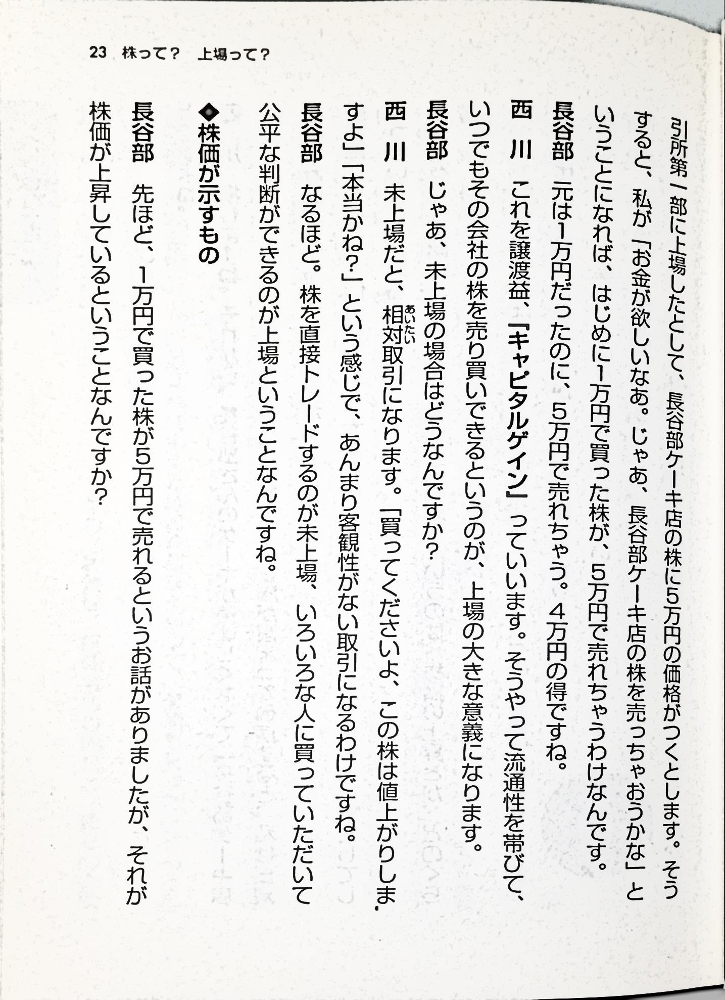 23　株って？　上場って？
引所第一部に上場したとして、長谷部ケーキ店の株に５万円の価格がつくとします。そう
すると、私が「お金が欲しいなあ。じゃあ、長谷部ケーキ店の株を売っちゃおうかな」と
いうことになれば、はじめに１万円で買った株が、５万円で売れちゃうわけなんです。
長谷部　元は１万円だったのに、５万円で売れちゃう。４万円の得ですね。
西　川　これを譲渡益、『キャピタルゲイン』っていいます。そうやって流通性を帯びて、
いつでもその会社の株を売り買いできるというのが、上場の大きな意義になります。
長谷部　じゃあ、未上場の場合はどうなんですか？
西　川　未上場だと、相対（あいたい）取引になります。「買ってくださいよ、この株は値上がりしま
すよ」「本当かね？」という感じで、あんまり客観性がない取引になるわけですね。
長谷部　なるほど。株を直接トレードするのが未上場、いろいろな人に買っていただいて
公平な判断ができるのが上場ということなんですね。
◆株価が示すもの
長谷部　先ほど、１万円で買った株が５万円で売れるというお話がありましたが、それが
株価が上昇しているということなんですか？